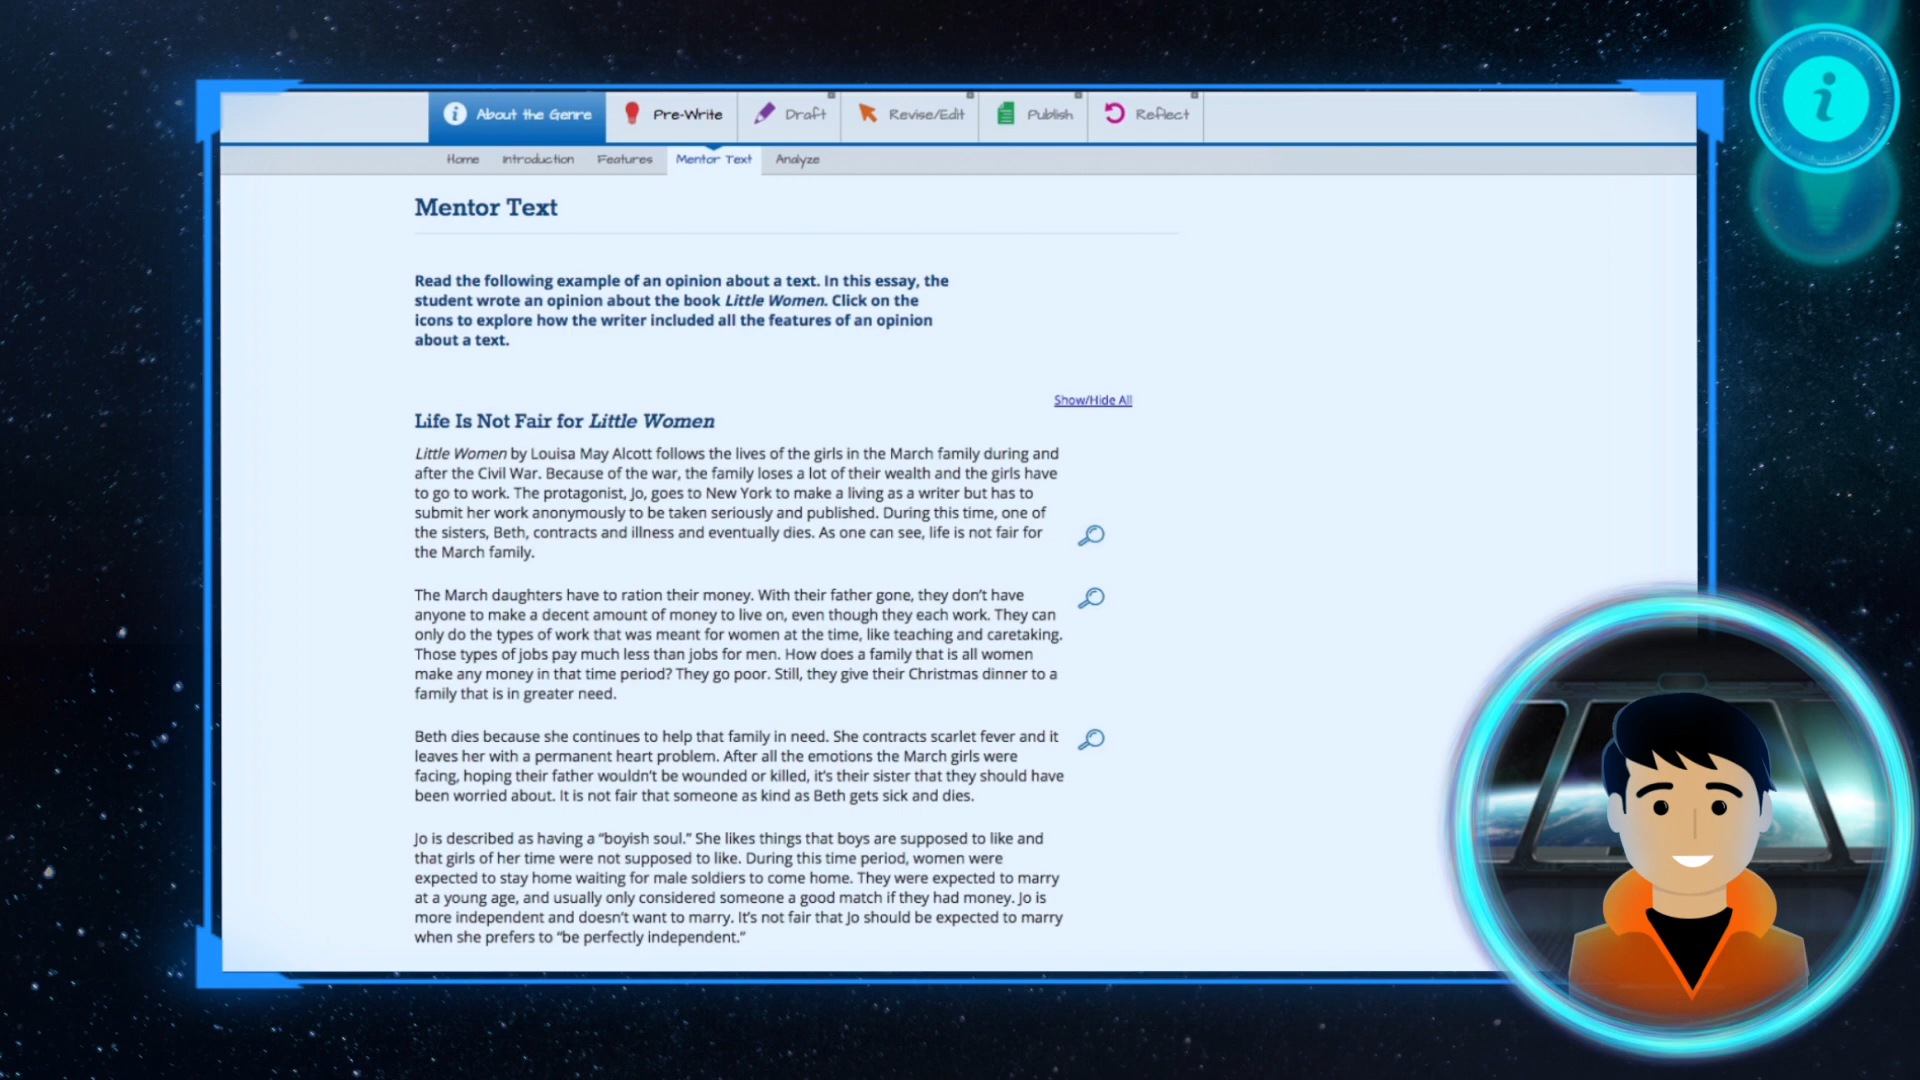 About the Genre
Pre-Write
Draft
Revise/Edit
Publish
Reflect
Home
Introduction
Features
Mentor Text
Analyze
Mentor Text
Read the following example of an opinion about a text. In this essay, the
student wrote an opinion about the book Little Women. Click on the
icons to explore how the writer included all the features of an opinion
about a text.
Show/Hide All
Life Is Not Fair for Little Women
Little Women by Louisa May Alcott follows the lives of the girls in the March family during and
after the Civil War. Because of the war, the family loses a lot of their wealth and the girls have
to go to work. The protagonist, Jo, goes to New York to make a living as a writer but has to
submit her work anonymously to be taken seriously and published. During this time, one of
the sisters, Beth, contracts and illness and eventually dies. As one can see, life is not fair for
the March family.
The March daughters have to ration their money. With their father gone, they don’t have
anyone to make a decent amount of money to live on, even though they each work. They can
only do the types of work that was meant for women at the time, like teaching and caretaking.
Those types of jobs pay much less than jobs for men. How does a family that is all women
make any money in that time period? They go poor. Still, they give their Christmas dinner to a
family that is in greater need.
Beth dies because she continues to help that family in need. She contracts scarlet fever and it
leaves her with a permanent heart problem. After all the emotions the March girls were
facing, hoping their father wouldn’t be wounded or killed, it’s their sister that they should have
been worried about. It is not fair that someone as kind as Beth gets sick and dies.
Jo is described as having a “boyish soul.” She likes things that boys are supposed to like and
that girls of her time were not supposed to like. During this time period, women were
expected to stay home waiting for male soldiers to come home. They were expected to marry
at a young age, and usually only considered someone a good match if they had money. Jo is
more independent and doesn’t want to marry. It’s not fair that Jo should be expected to marry
when she prefers to “be perfectly independent.”